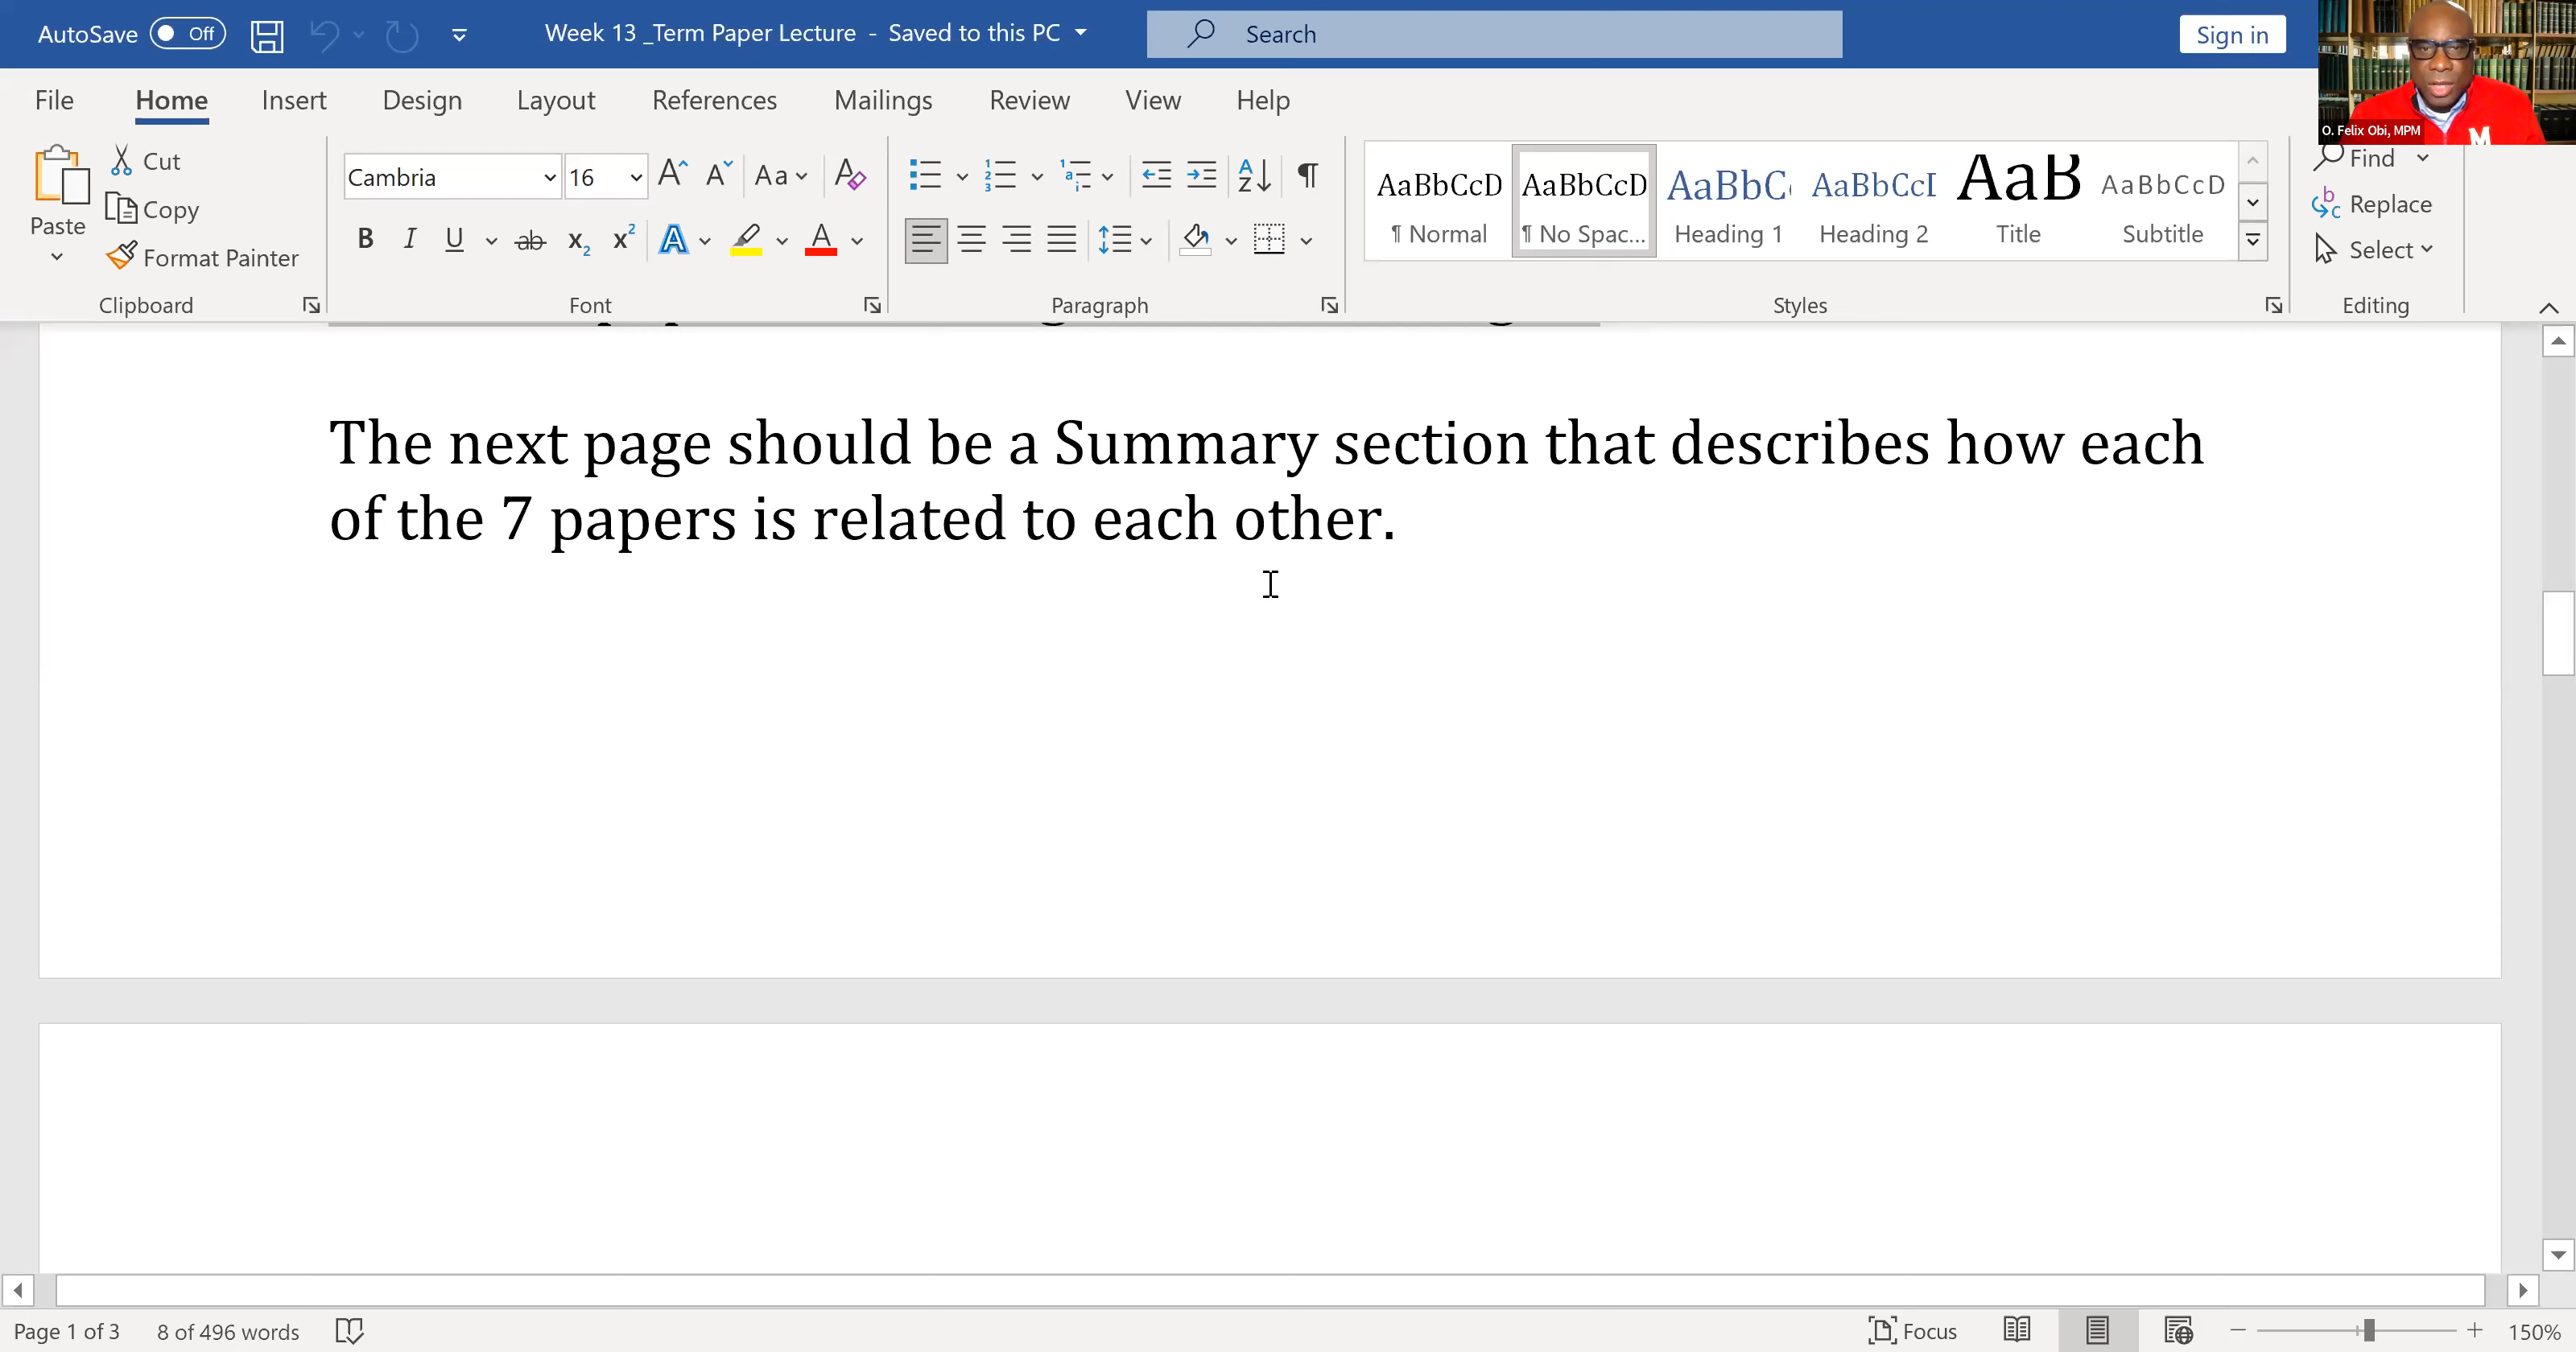 AutoSave Off Week 13 _Term Paper Lecture - Saved to this PC Search Sign in
File Home Insert Design Layout References Mailings Review View Help
O. Felix Obi, MPM
Paste Cut Copy Format Painter
Clipboard
Cambria 16 Aa
B I U ab x2 x2 A A
Font
Paragraph
AaBbCcD AaBbCcD AaBbC AaBbCcI AaB AaBbCcD
¶ Normal ¶ No Spac... Heading 1 Heading 2 Title Subtitle
Styles
Find
Replace
Select
Editing
The next page should be a Summary section that describes how each
of the 7 papers is related to each other.
Page 1 of 3 8 of 496 words Focus 150%